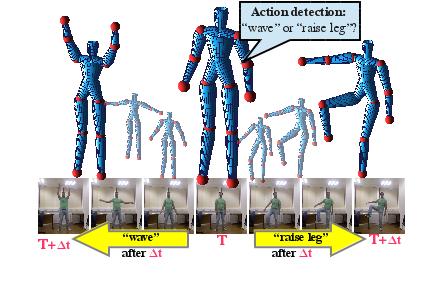 Action detection:
“wave” or “raise leg”?
“wave”
“raise leg”
T+Δt
T
T+Δt
after Δt
after Δt